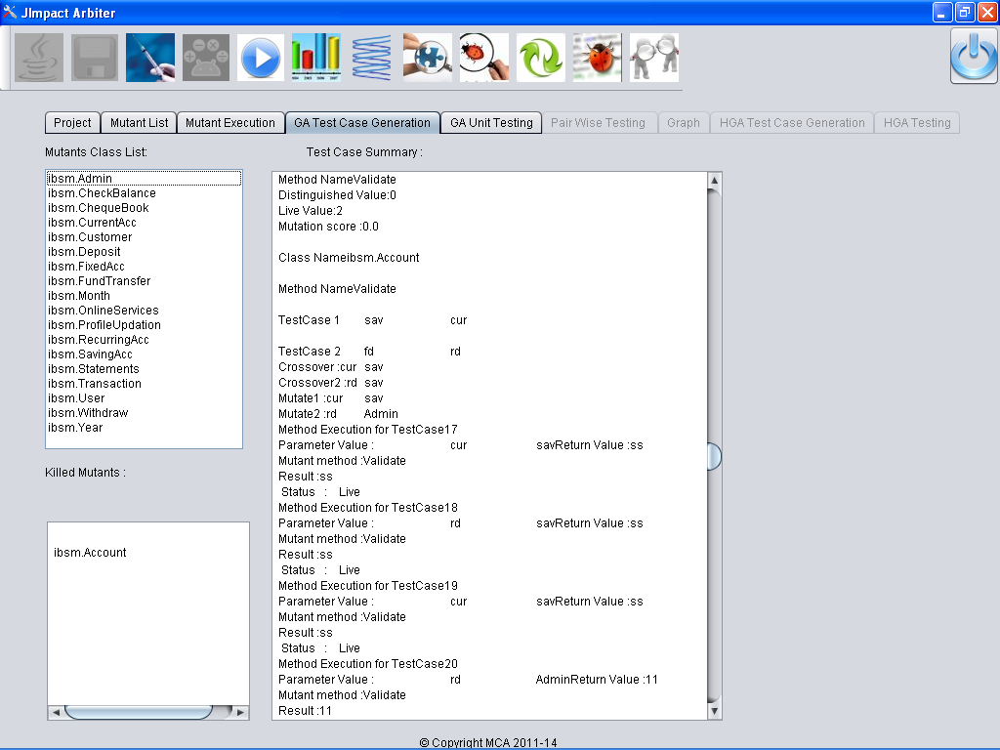 JImpact Arbiter
Project Mutant List Mutant Execution GA Test Case Generation GA Unit Testing Pair Wise Testing Graph HGA Test Case Generation HGA Testing
Mutants Class List:
ibsm.Admin
ibsm.CheckBalance
ibsm.ChequeBook
ibsm.CurrentAcc
ibsm.Customer
ibsm.Deposit
ibsm.FixedAcc
ibsm.FundTransfer
ibsm.Month
ibsm.OnlineServices
ibsm.ProfileUpdation
ibsm.RecurringAcc
ibsm.SavingAcc
ibsm.Statements
ibsm.Transaction
ibsm.User
ibsm.Withdraw
ibsm.Year
Killed Mutants :
ibsm.Account
Test Case Summary :
Method NameValidate
Distinguished Value:0
Live Value:2
Mutation score :0.0
Class Nameibsm.Account
Method NameValidate
TestCase 1 sav cur
TestCase 2 fd rd
Crossover :cur sav
Crossover2 :rd sav
Mutate1 :cur sav
Mutate2 :rd Admin
Method Execution for TestCase17
Parameter Value : cur savReturn Value :ss
Mutant method :Validate
Result :ss
Status : Live
Method Execution for TestCase18
Parameter Value : rd savReturn Value :ss
Mutant method :Validate
Result :ss
Status : Live
Method Execution for TestCase19
Parameter Value : cur savReturn Value :ss
Mutant method :Validate
Result :ss
Status : Live
Method Execution for TestCase20
Parameter Value : rd AdminReturn Value :11
Mutant method :Validate
Result :11
© Copyright MCA 2011-14